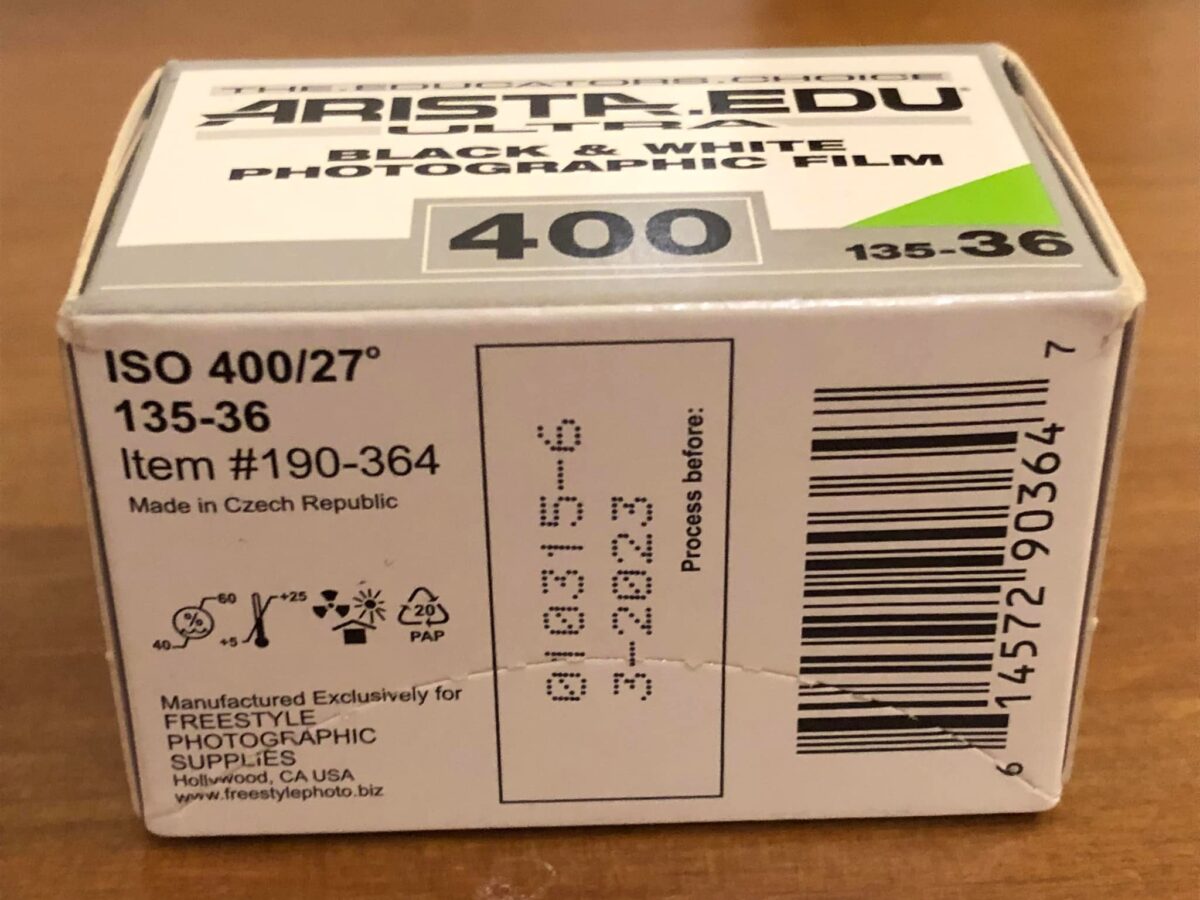 THE.EDUCATORS.CHOICE
ARISTA.EDU
ULTRA
BLACK & WHITE
PHOTOGRAPHIC FILM
400
135-36
ISO 400/27°
135-36
Item #190-364
Made in Czech Republic
%
60
40
+25
+5
20
PAP
Manufactured Exclusively for
FREESTYLE
PHOTOGRAPHIC
SUPPLiES
Hollywood, CA USA
www.freestylephoto.biz
010315-6
3-2023
Process before:
6 14572 90364 7